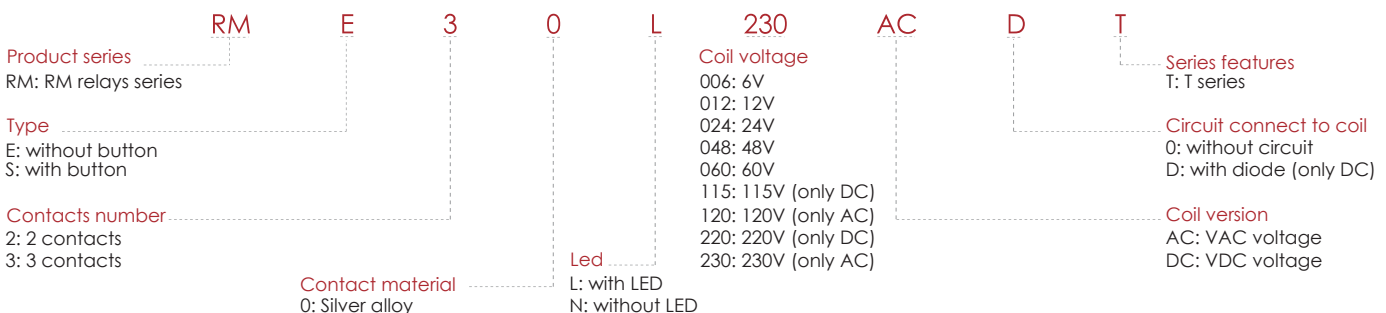 RM E 3 0 L 230 AC D T
Product series
RM: RM relays series
Type
E: without button
S: with button
Contacts number
2: 2 contacts
3: 3 contacts
Contact material
0: Silver alloy
Led
L: with LED
N: without LED
Coil voltage
006: 6V
012: 12V
024: 24V
048: 48V
060: 60V
115: 115V (only DC)
120: 120V (only AC)
220: 220V (only DC)
230: 230V (only AC)
Series features
T: T series
Circuit connect to coil
0: without circuit
D: with diode (only DC)
Coil version
AC: VAC voltage
DC: VDC voltage